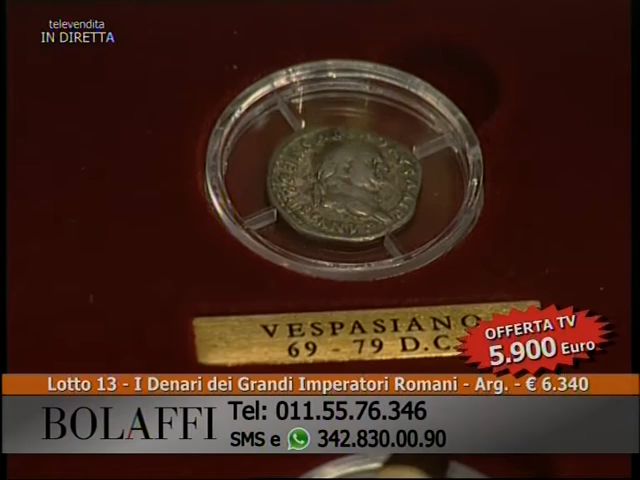 televendita
IN DIRETTA
VESPASIANO
69 - 79 D.C.
OFFERTA TV
5.900 Euro
Lotto 13 - I Denari dei Grandi Imperatori Romani - Arg. - € 6.340
BOLAFFI
Tel: 011.55.76.346
SMS e 342.830.00.90